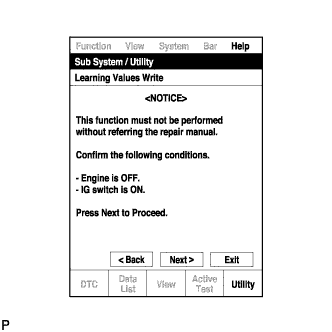 Function View System Bar Help
Sub System / Utility
Learning Values Write
<NOTICE>
This function must not be performed
without referring the repair manual.
Confirm the following conditions.
- Engine is OFF.
- IG switch is ON.
Press Next to Proceed.
< Back Next > Exit
DTC Data List View Active Test Utility
P